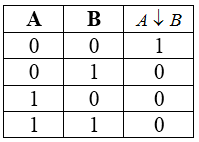 A B A ↓ B
0 0 1
0 1 0
1 0 0
1 1 0